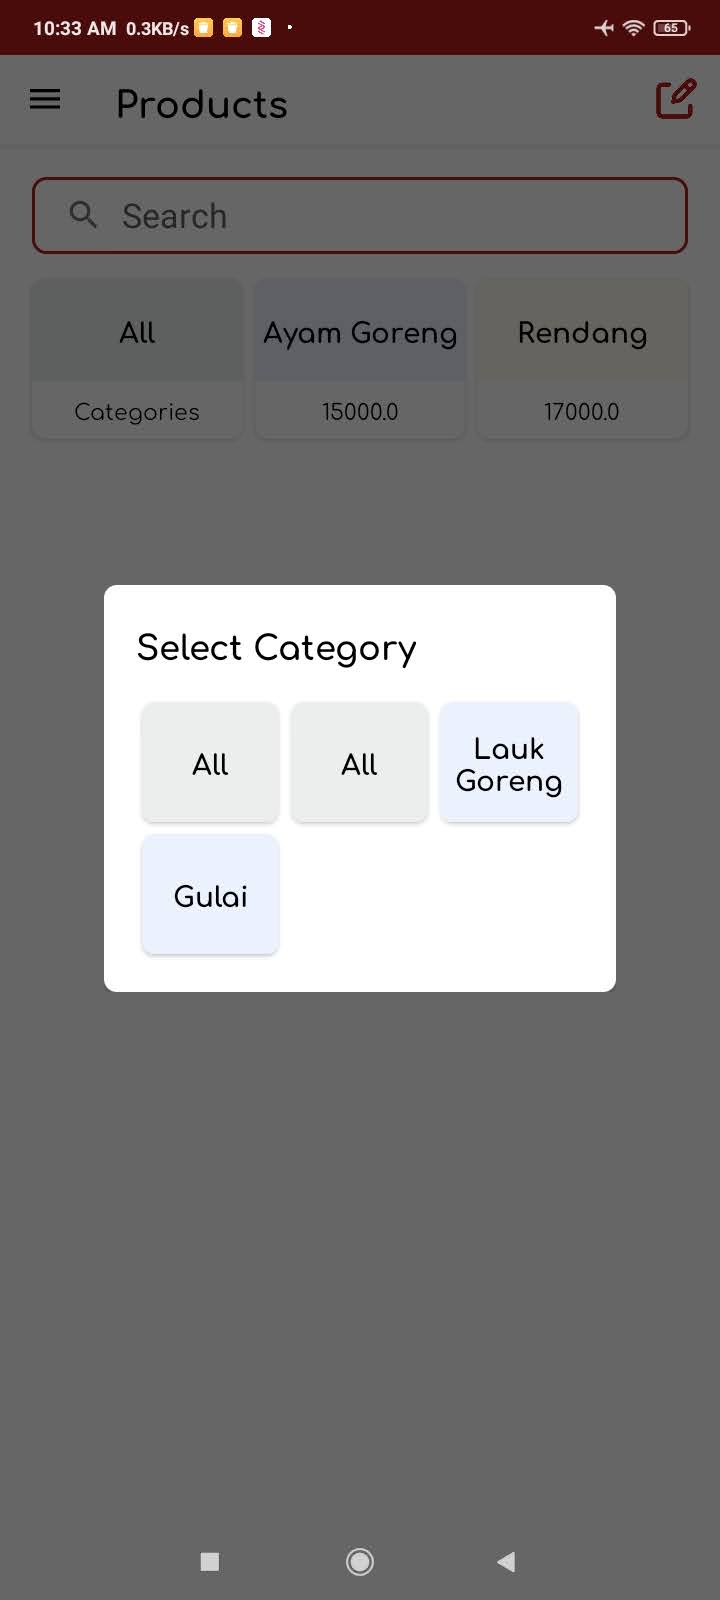 10:33 AM 0.3KB/s 65
Products
Search
All Ayam Goreng Rendang
Categories 15000.0 17000.0
Select Category
All All Lauk
Goreng
Gulai